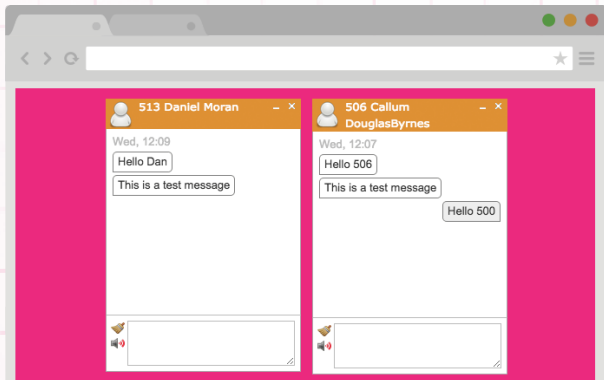 513 Daniel Moran
Wed, 12:09
Hello Dan
This is a test message
506 Callum
DouglasByrnes
Wed, 12:07
Hello 506
This is a test message
Hello 500